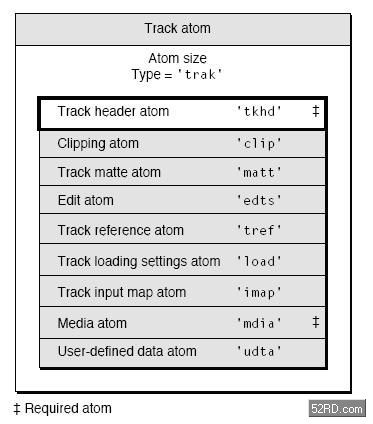 Track atom
Atom size
Type = 'trak'
Track header atom 'tkhd' ‡
Clipping atom 'clip'
Track matte atom 'matt'
Edit atom 'edts'
Track reference atom 'tref'
Track loading settings atom 'load'
Track input map atom 'imap'
Media atom 'mdia' ‡
User-defined data atom 'udta'
‡ Required atom
52RD.com